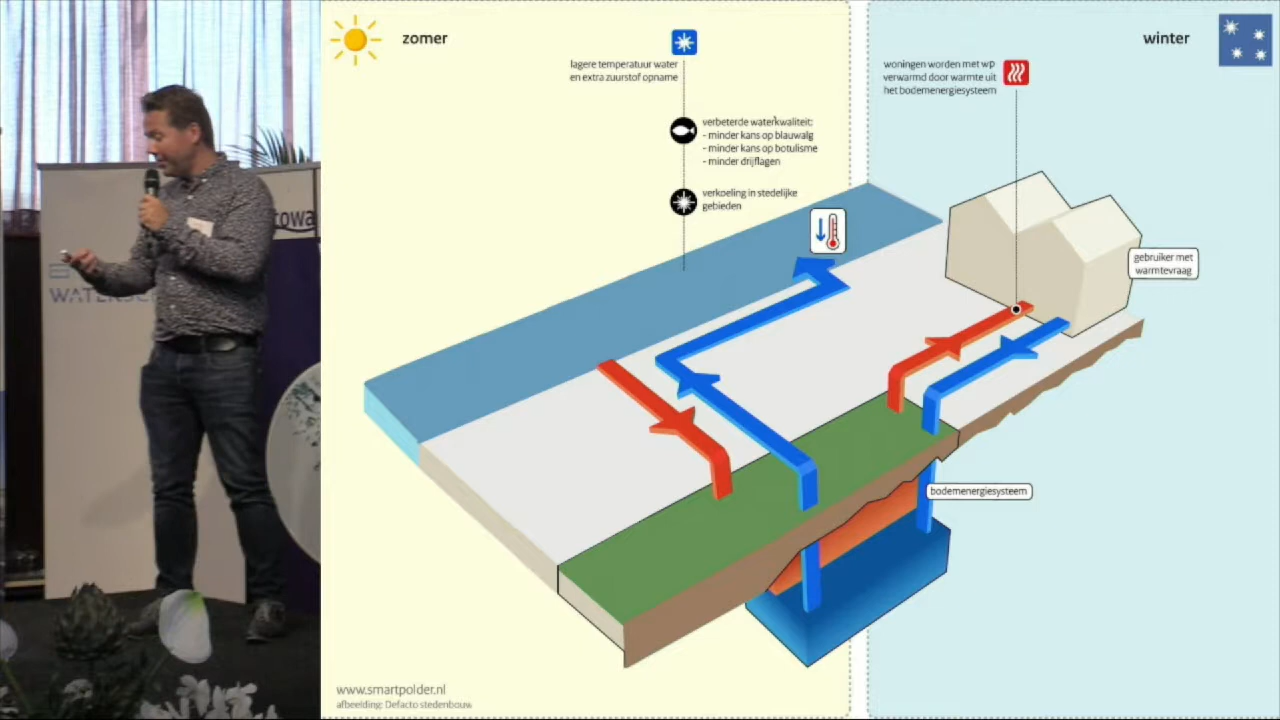 zomer
lagere temperatuur water
en extra zuurstof opname
verbeterde waterkwaliteit:
- minder kans op blauwalg
- minder kans op botulisme
- minder drijflagen
verkoeling in stedelijke
gebieden
winter
woningen worden met wp
verwarmd door warmte uit
het bodemenergiesysteem
gebruiker met
warmtevraag
bodemenergiesysteem
www.smartpolder.nl
afbeelding: Defacto stedenbouw
towa